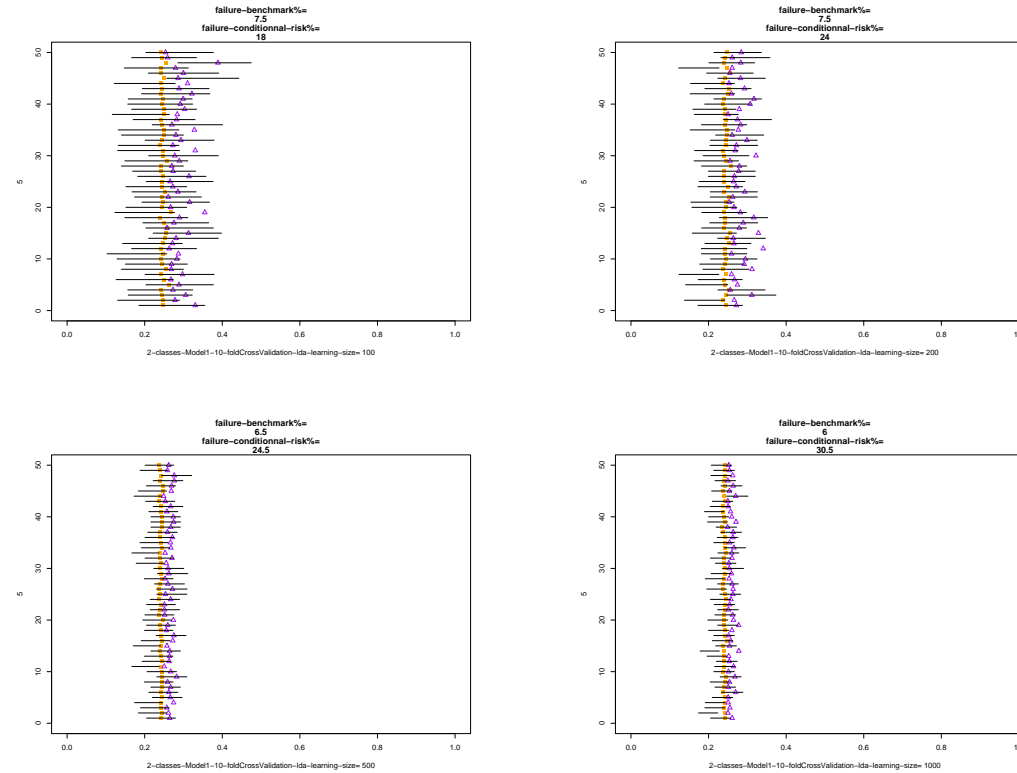 failure−benchmark%=
7.5
failure−conditionnal−risk%=
18
50
40
30
20
10
0
5
0.0 0.2 0.4 0.6 0.8 1.0
2−classes−Model1−10−foldCrossValidation−lda−learning−size= 100
failure−benchmark%=
7.5
failure−conditionnal−risk%=
24
50
40
30
20
10
0
5
0.0 0.2 0.4 0.6 0.8 1.0
2−classes−Model1−10−foldCrossValidation−lda−learning−size= 200
failure−benchmark%=
6.5
failure−conditionnal−risk%=
24.5
50
40
30
20
10
0
5
0.0 0.2 0.4 0.6 0.8 1.0
2−classes−Model1−10−foldCrossValidation−lda−learning−size= 500
failure−benchmark%=
6
failure−conditionnal−risk%=
30.5
50
40
30
20
10
0
5
0.0 0.2 0.4 0.6 0.8 1.0
2−classes−Model1−10−foldCrossValidation−lda−learning−size= 1000